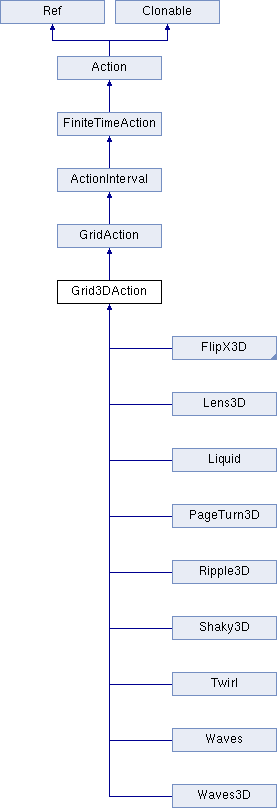 Ref
Clonable
Action
FiniteTimeAction
ActionInterval
GridAction
Grid3DAction
FlipX3D
Lens3D
Liquid
PageTurn3D
Ripple3D
Shaky3D
Twirl
Waves
Waves3D